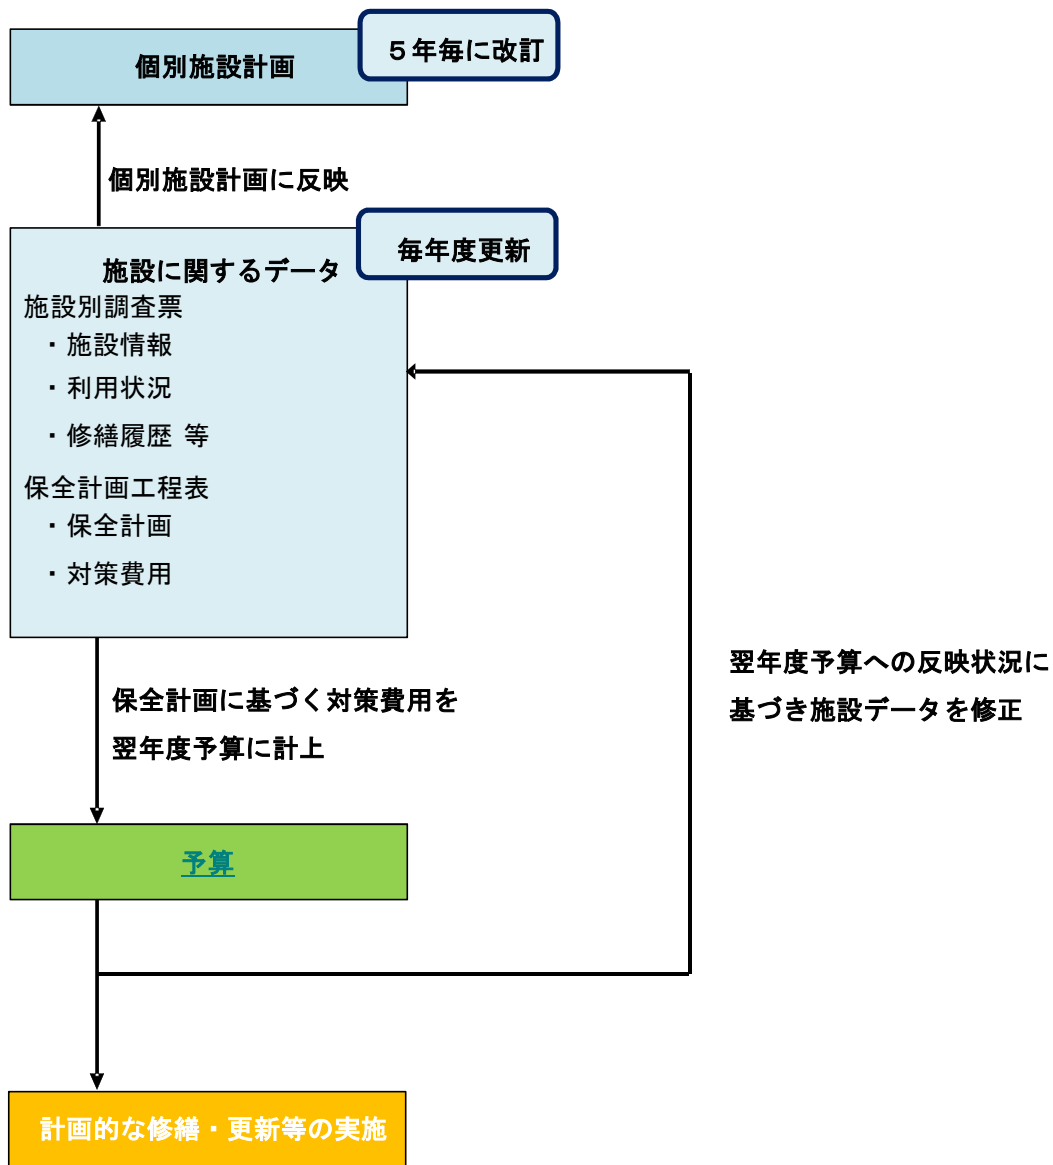 個別施設計画
５年毎に改訂
個別施設計画に反映
毎年度更新
施設に関するデータ
施設別調査票
・施設情報
・利用状況
・修繕履歴 等
保全計画工程表
・保全計画
・対策費用
翌年度予算への反映状況に
基づき施設データを修正
保全計画に基づく対策費用を
翌年度予算に計上
予算
計画的な修繕・更新等の実施